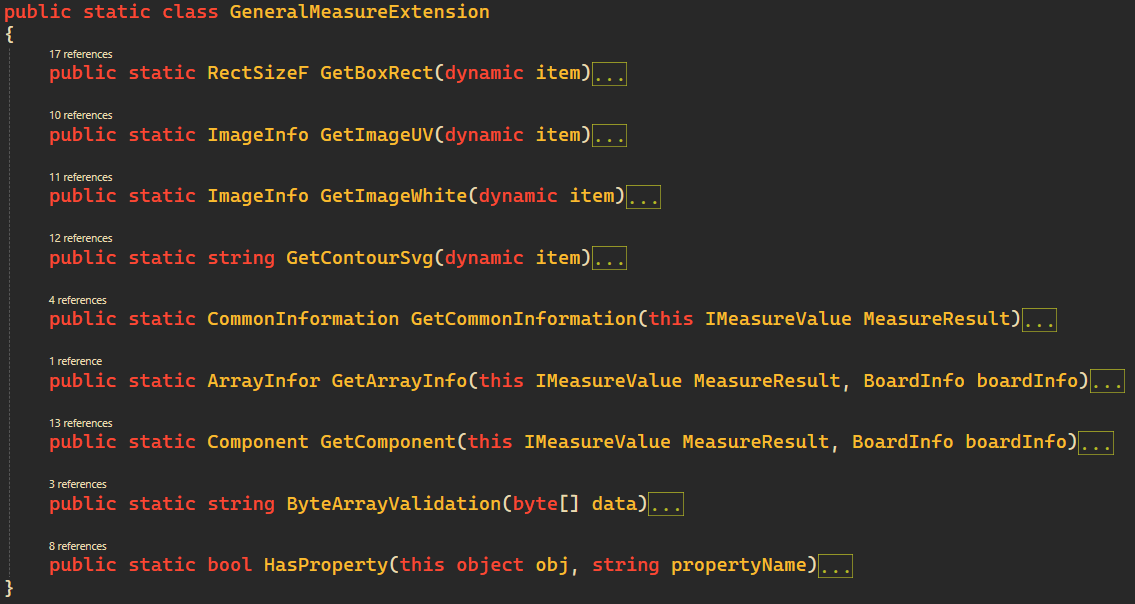 public static class GeneralMeasureExtension
{
17 references
public static RectSizeF GetBoxRect(dynamic item)...
10 references
public static ImageInfo GetImageUV(dynamic item)...
11 references
public static ImageInfo GetImageWhite(dynamic item)...
12 references
public static string GetContourSvg(dynamic item)...
4 references
public static CommonInformation GetCommonInformation(this IMeasureValue MeasureResult)...
1 reference
public static ArrayInfor GetArrayInfo(this IMeasureValue MeasureResult, BoardInfo boardInfo)...
13 references
public static Component GetComponent(this IMeasureValue MeasureResult, BoardInfo boardInfo)...
3 references
public static string ByteArrayValidation(byte[] data)...
8 references
public static bool HasProperty(this object obj, string propertyName)...
}